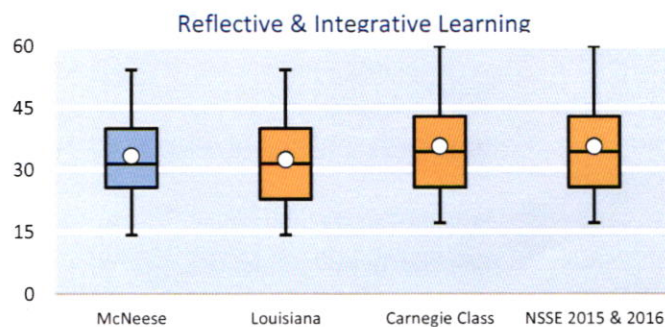 Reflective & Integrative Learning
60
45
30
15
0
McNeese
Louisiana
Carnegie Class
NSSE 2015 & 2016